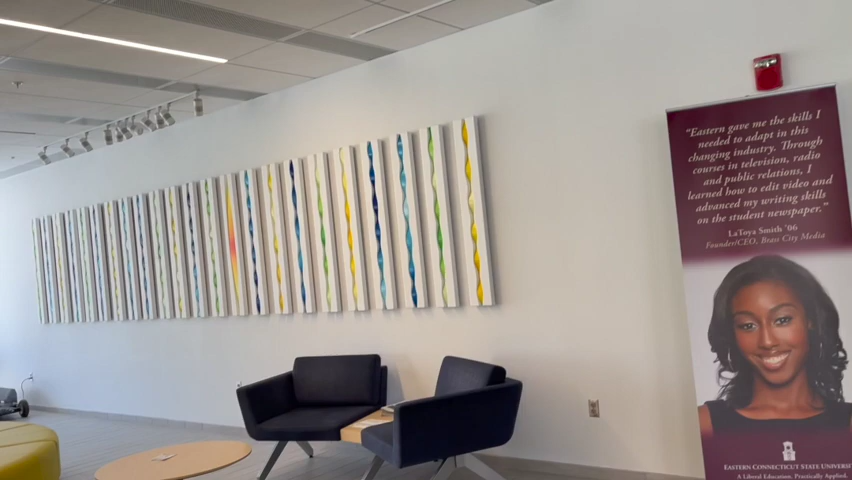 “Eastern gave me the skills I
needed to adapt in this
changing industry. Through
courses in television, radio
and public relations, I
learned how to edit video and
advanced my writing skills
on the student newspaper.”
LaToya Smith ’06
Founder/CEO, Brass City Media
EASTERN CONNECTICUT STATE UNIVERSI
A Liberal Education. Practically Applied.